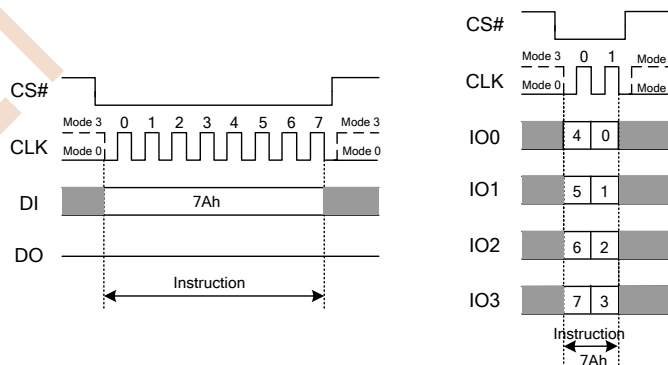 CS#
Mode 3 0 1 2 3 4 5 6 7 Mode 3
CLK
Mode 0 Mode 0
DI 7Ah
DO
Instruction
CS#
Mode 3 0 1 Mode
CLK
Mode 0 Mode
IO0 4 0
IO1 5 1
IO2 6 2
IO3 7 3
Instruction
7Ah